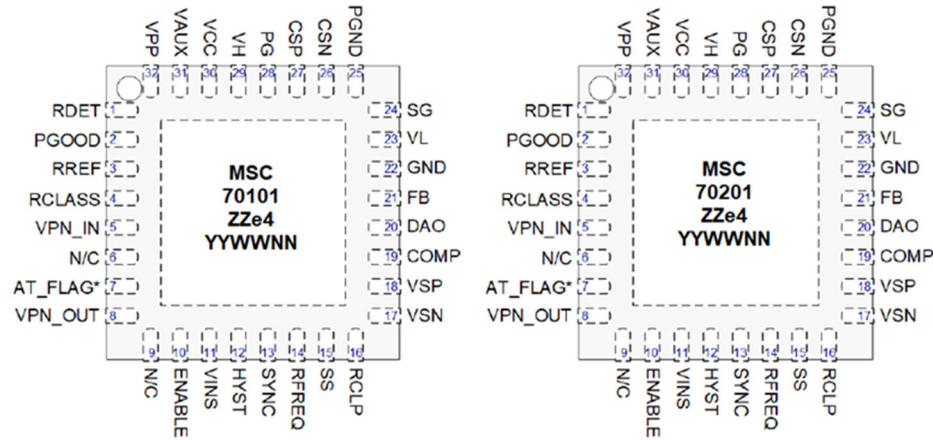 VPP VAUX VCC VH PG CSP CSN PGND
32 31 30 29 28 27 26 25
RDET 1
PGOOD 2
RREF 3
RCLASS 4
VPN_IN 5
N/C 6
AT_FLAG* 7
VPN_OUT 8
MSC
70101
ZZe4
YYWWNN
24 SG
23 VL
22 GND
21 FB
20 DAO
19 COMP
18 VSP
17 VSN
9 10 11 12 13 14 15 16
N/C ENABLE VINS HYST SYNC RFREQ SS RCLP
VPP VAUX VCC VH PG CSP CSN PGND
32 31 30 29 28 27 26 25
RDET 1
PGOOD 2
RREF 3
RCLASS 4
VPN_IN 5
N/C 6
AT_FLAG* 7
VPN_OUT 8
MSC
70201
ZZe4
YYWWNN
24 SG
23 VL
22 GND
21 FB
20 DAO
19 COMP
18 VSP
17 VSN
9 10 11 12 13 14 15 16
N/C ENABLE VINS HYST SYNC RFREQ SS RCLP